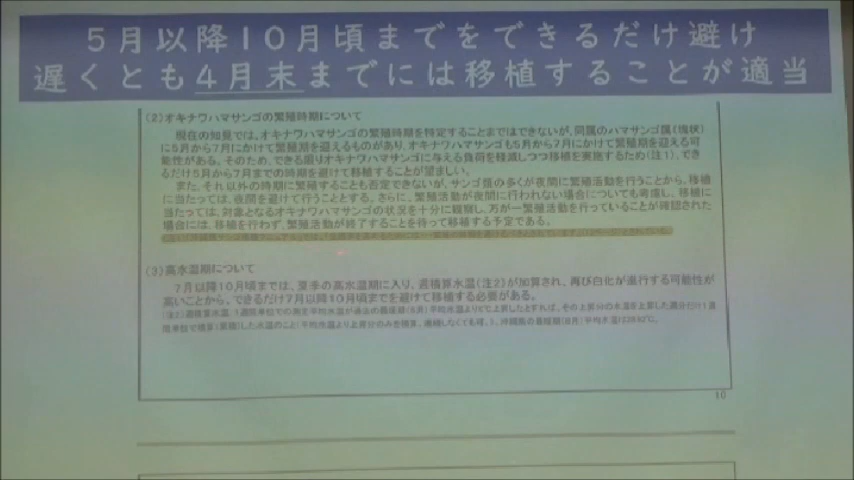 5月以降10月頃までをできるだけ避け
遅くとも4月末までには移植することが適当
(2)オキナワハマサンゴの繁殖時期について
現在の知見では、オキナワハマサンゴの繁殖時期を特定することまではできないが、同属のハマサンゴ属(塊状)
に5月から7月にかけて繁殖期を迎えるものがあり、オキナワハマサンゴも5月から7月にかけて繁殖期を迎える可
能性がある。そのため、できる限りオキナワハマサンゴに与える負荷を軽減しつつ移植を実施するため(注1)、でき
るだけ5月から7月までの時期を避けて移植することが望ましい。
また、それ以外の時期に繁殖することも否定できないが、サンゴ類の多くが夜間に繁殖活動を行うことから、移植
に当たっては、夜間を避けて行うこととする。さらに、繁殖活動が夜間に行われない場合についても考慮し、移植に
当たっては、対象となるオキナワハマサンゴの状況を十分に観察し、万が一繁殖活動を行っていることが確認された
場合には、移植を行わず、繁殖活動が終了することを待って移植する予定である。
(3)高水温期について
7月以降10月頃までは、夏季の高水温期に入り、週積算水温(注2)が加算され、再び白化が進行する可能性が
高いことから、できるだけ7月以降10月頃までを避けて移植する必要がある。
10